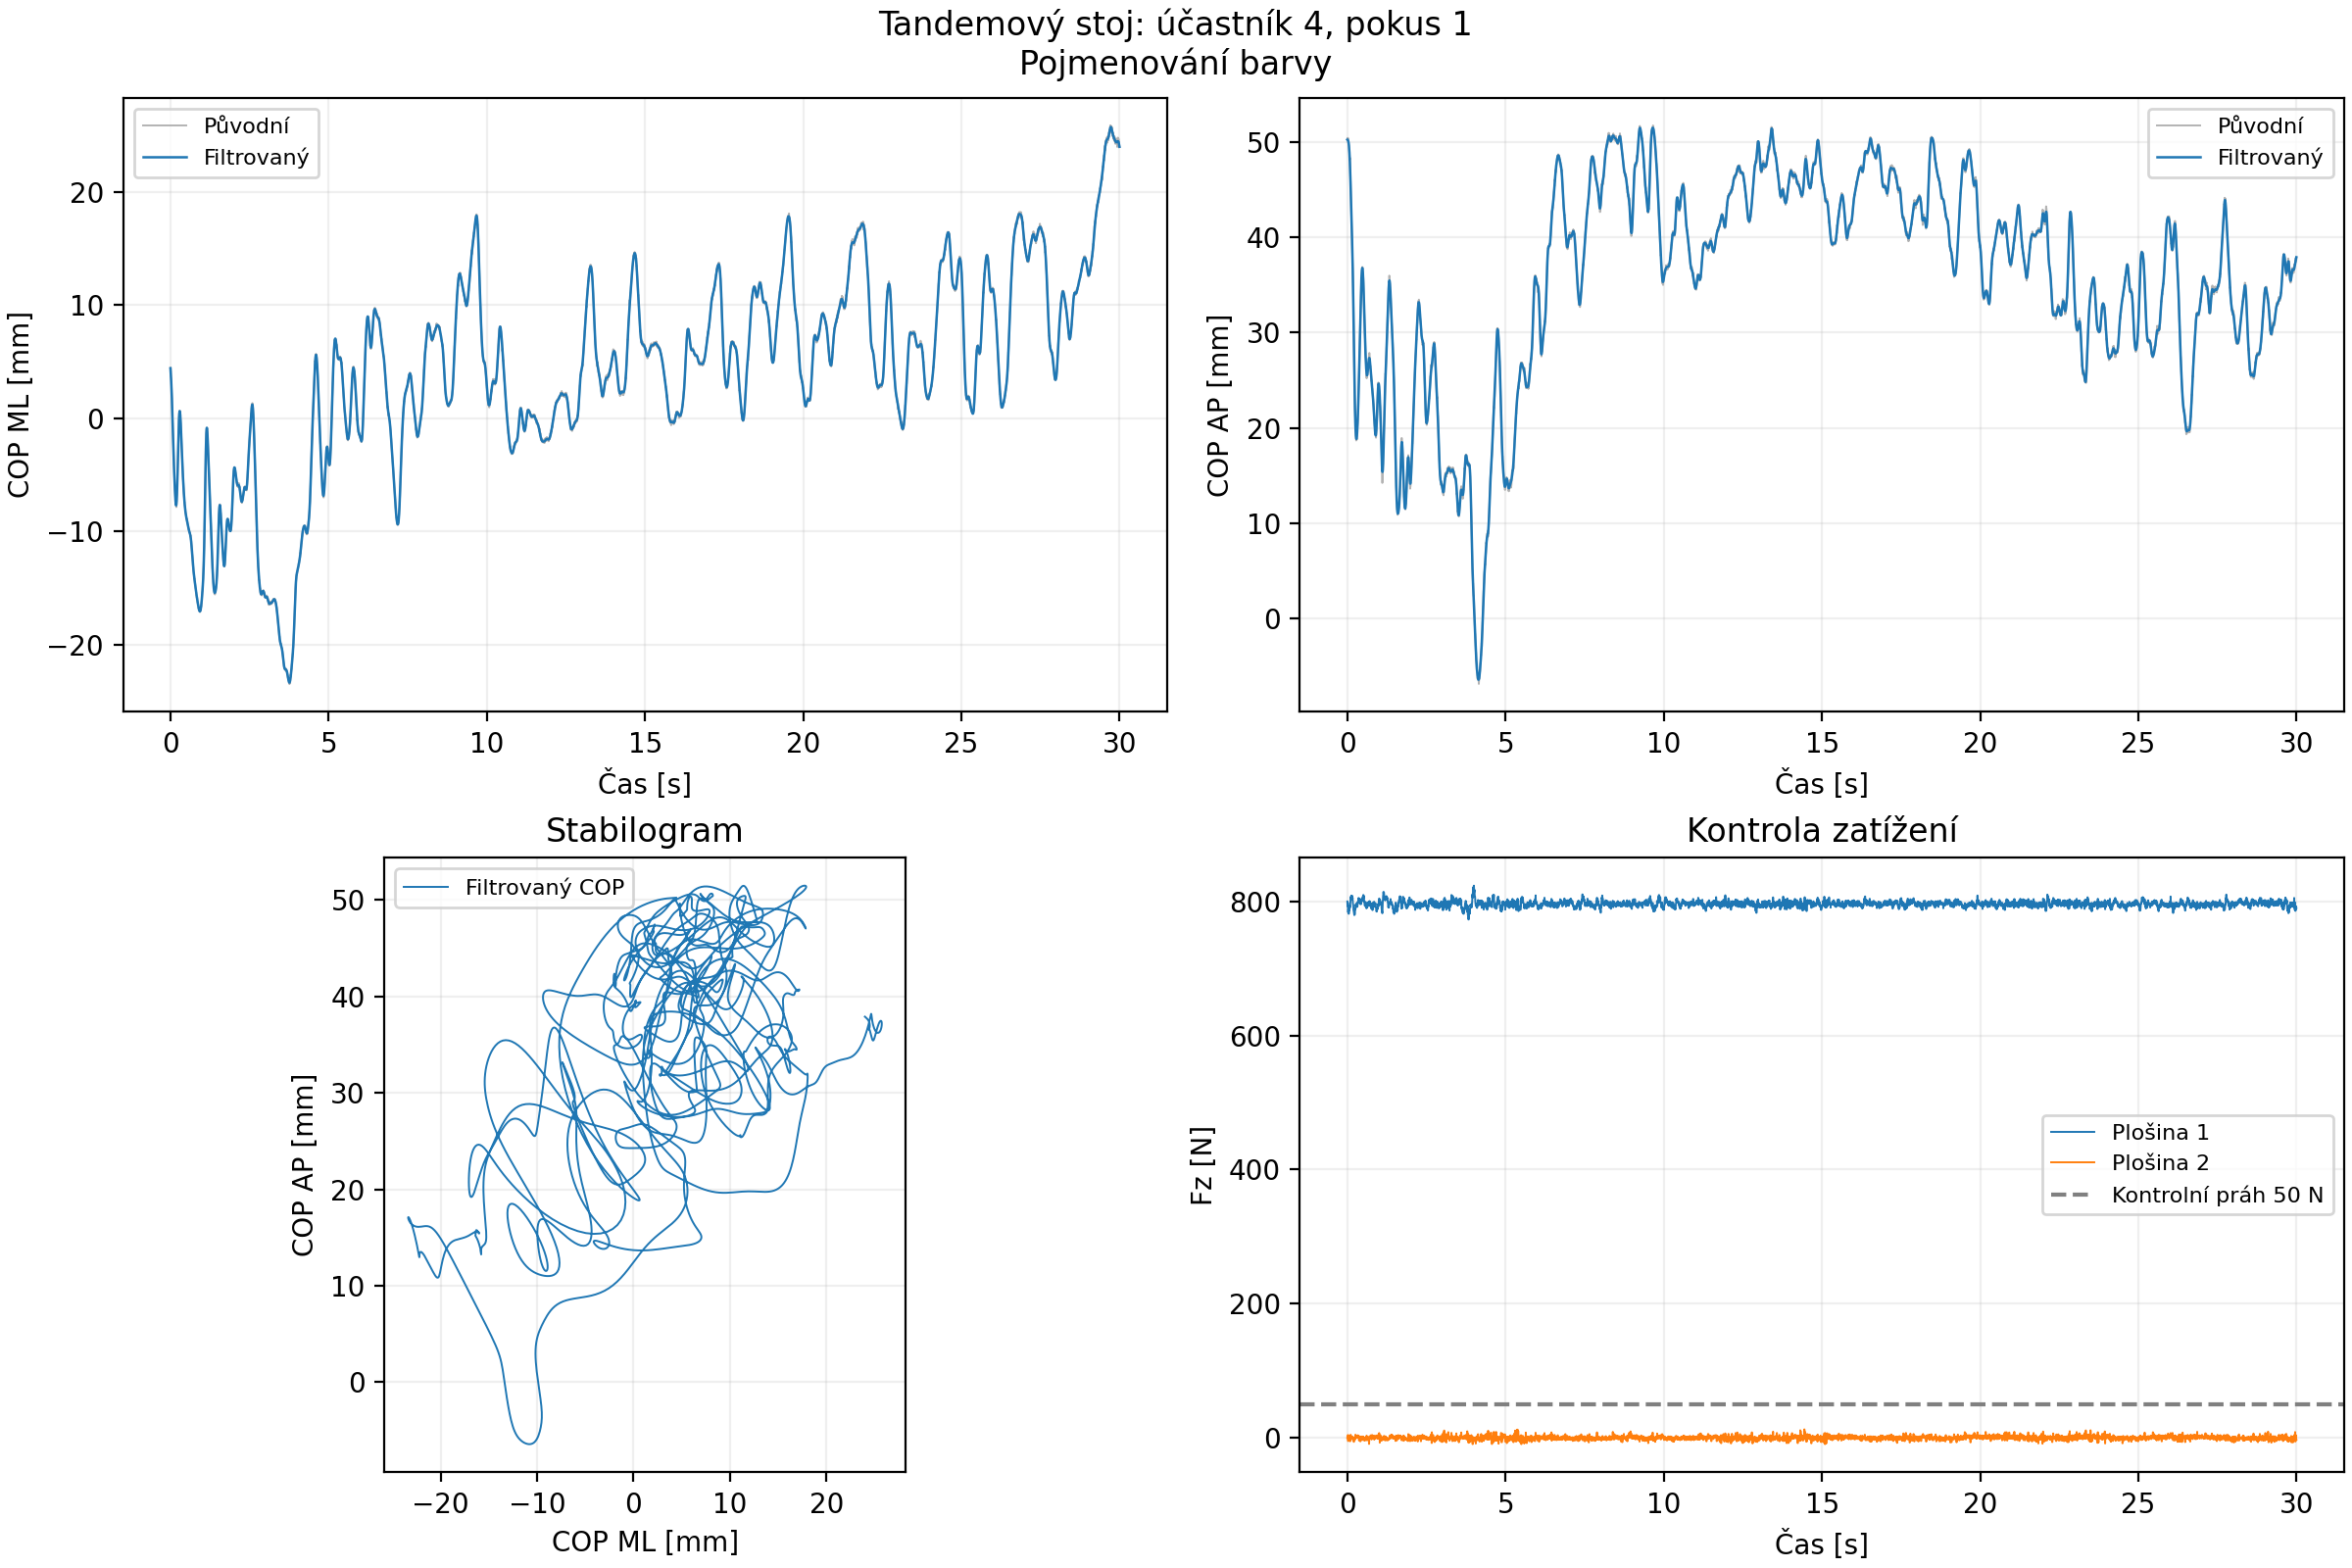 Tandemový stoj: účastník 4, pokus 1
Pojmenování barvy
Původní
Filtrovaný
20
10
0
−10
−20
COP ML [mm]
0 5 10 15 20 25 30
Čas [s]
Původní
Filtrovaný
50
40
30
20
10
0
COP AP [mm]
0 5 10 15 20 25 30
Čas [s]
Stabilogram
Filtrovaný COP
50
40
30
20
10
0
COP AP [mm]
−20 −10 0 10 20
COP ML [mm]
Kontrola zatížení
800
600
400
200
0
Fz [N]
Plošina 1
Plošina 2
Kontrolní práh 50 N
0 5 10 15 20 25 30
Čas [s]